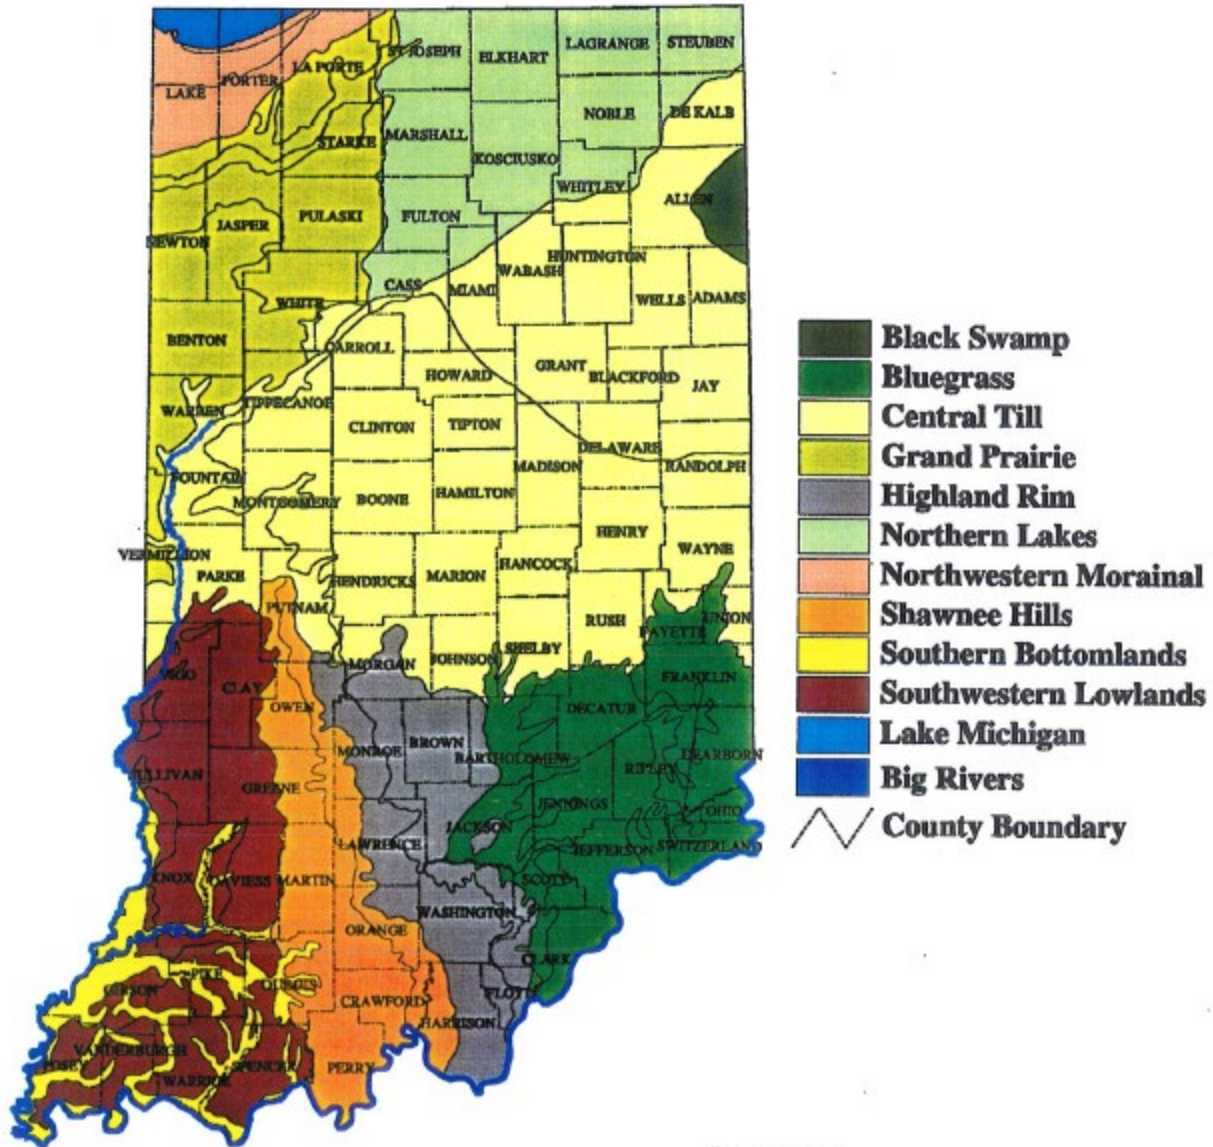 ST JOSEPH
ELKHART
LAGRANGE
STEUBEN
LAKE
PORTER
LA PORTE
NOBLE
DE KALB
STARKE
MARSHALL
KOSCIUSKO
WHITLEY
ALLEN
NEWTON
JASPER
PULASKI
FULTON
HUNTINGTON
WABASH
CASS
MIAMI
WELLS
ADAMS
WHITE
BENTON
CARROLL
HOWARD
GRANT
BLACKFORD
JAY
WARREN
TIPPECANOE
CLINTON
TIPTON
DELAWARE
RANDOLPH
FOUNTAIN
MADISON
MONTGOMERY
BOONE
HAMILTON
HENRY
WAYNE
VERMILLION
PARKE
HENDRICKS
MARION
HANCOCK
PUTNAM
RUSH
FAYETTE
UNION
MORGAN
JOHNSON
SHELBY
VIGO
CLAY
OWEN
FRANKLIN
DECATUR
MONROE
BROWN
BARTHOLOMEW
DEARBORN
RIPLEY
SULLIVAN
GREENE
JENNINGS
OHIO
JACKSON
LAWRENCE
JEFFERSON
SWITZERLAND
KNOX
DAVIESS
MARTIN
SCOTT
WASHINGTON
ORANGE
CLARK
PIKE
DUBOIS
GIBSON
CRAWFORD
FLOYD
HARRISON
VANDERBURGH
POSEY
WARRICK
SPENCER
PERRY
Black Swamp
Bluegrass
Central Till
Grand Prairie
Highland Rim
Northern Lakes
Northwestern Morainal
Shawnee Hills
Southern Bottomlands
Southwestern Lowlands
Lake Michigan
Big Rivers
County Boundary